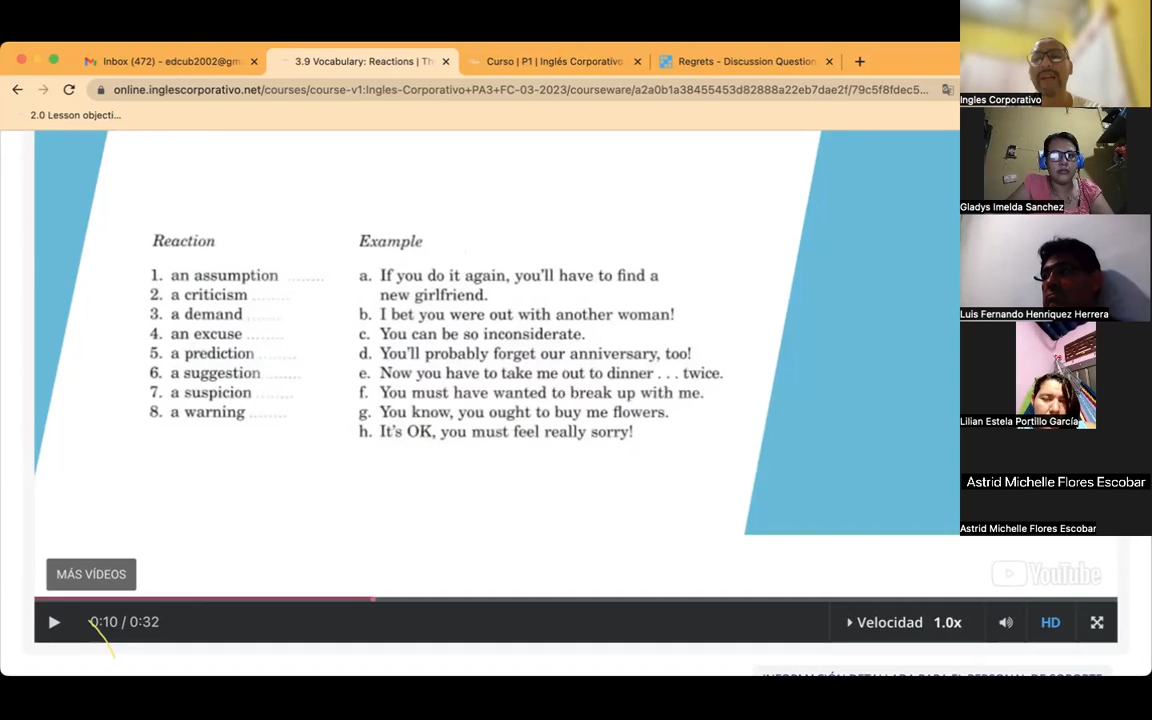 Inbox (472) - edcub2002@gm
3.9 Vocabulary: Reactions | Th
Curso | P1 | Inglés Corporativo
Regrets - Discussion Question
online.inglescorporativo.net/courses/course-v1:Ingles-Corporativo+PA3+FC-03-2023/courseware/a2a0b1a38455453d82888a22eb7dae2f/79c5f8fdec5...
2.0 Lesson objecti...
Reaction
1. an assumption ........
2. a criticism ........
3. a demand ........
4. an excuse ........
5. a prediction ........
6. a suggestion ........
7. a suspicion ........
8. a warning ........
Example
a. If you do it again, you'll have to find a
new girlfriend.
b. I bet you were out with another woman!
c. You can be so inconsiderate.
d. You'll probably forget our anniversary, too!
e. Now you have to take me out to dinner . . . twice.
f. You must have wanted to break up with me.
g. You know, you ought to buy me flowers.
h. It's OK, you must feel really sorry!
MÁS VÍDEOS
YouTube
0:10 / 0:32
Velocidad 1.0x
HD
INFORMACIÓN DETALLADA PARA EL PERSONAL DE SOPORTE
Ingles Corporativo
Gladys Imelda Sanchez
Luis Fernando Henriquez Herrera
Lilian Estela Portillo García
Astrid Michelle Flores Escobar
Astrid Michelle Flores Escobar